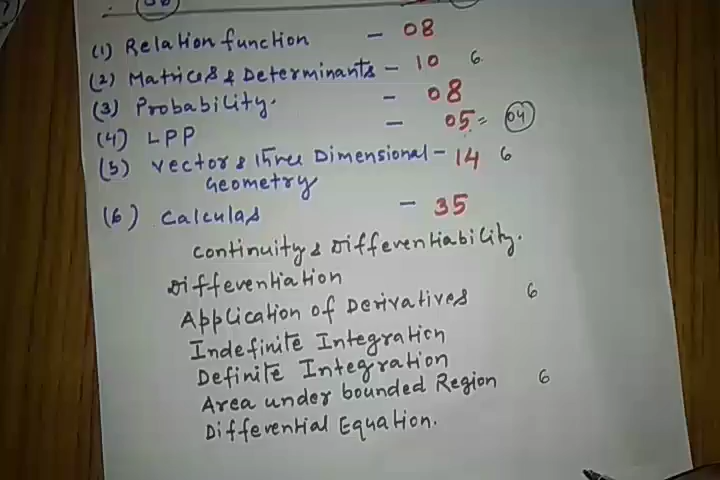 (1) Relation function - 08
(2) Matrices & Determinants - 10 6
(3) Probability. - 08
(4) LPP - 05 = 04
(5) Vector & Three Dimensional - 14 6
Geometry
(6) Calculas - 35
Continuity & Differentiability.
Differentiation
Application of Derivatives 6
Indefinite Integration
Definite Integration
Area under bounded Region 6
Differential Equation.